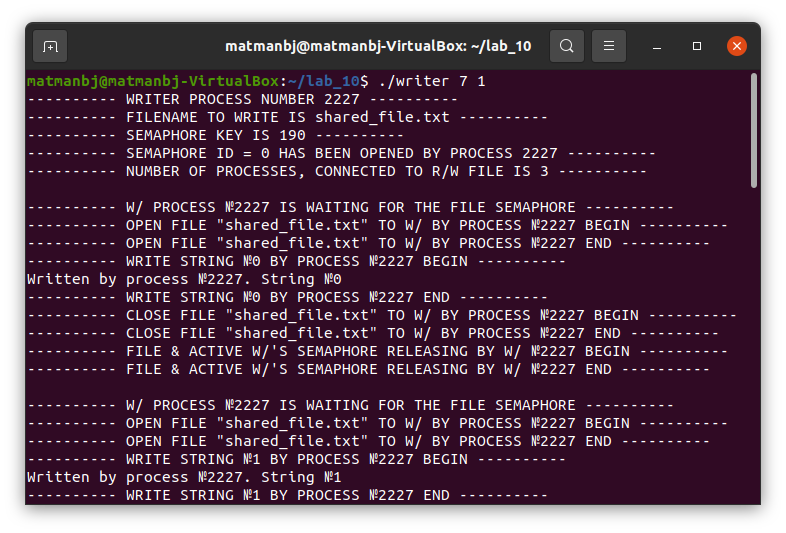 matmanbj@matmanbj-VirtualBox: ~/lab_10
matmanbj@matmanbj-VirtualBox:~/lab_10$ ./writer 7 1
---------- WRITER PROCESS NUMBER 2227 ----------
---------- FILENAME TO WRITE IS shared_file.txt ----------
---------- SEMAPHORE KEY IS 190 ----------
---------- SEMAPHORE ID = 0 HAS BEEN OPENED BY PROCESS 2227 ----------
---------- NUMBER OF PROCESSES, CONNECTED TO R/W FILE IS 3 ----------

---------- W/ PROCESS №2227 IS WAITING FOR THE FILE SEMAPHORE ----------
---------- OPEN FILE "shared_file.txt" TO W/ BY PROCESS №2227 BEGIN ----------
---------- OPEN FILE "shared_file.txt" TO W/ BY PROCESS №2227 END ----------
---------- WRITE STRING №0 BY PROCESS №2227 BEGIN ----------
Written by process №2227. String №0
---------- WRITE STRING №0 BY PROCESS №2227 END ----------
---------- CLOSE FILE "shared_file.txt" TO W/ BY PROCESS №2227 BEGIN ----------
---------- CLOSE FILE "shared_file.txt" TO W/ BY PROCESS №2227 END ----------
---------- FILE & ACTIVE W/'S SEMAPHORE RELEASING BY W/ №2227 BEGIN ----------
---------- FILE & ACTIVE W/'S SEMAPHORE RELEASING BY W/ №2227 END ----------

---------- W/ PROCESS №2227 IS WAITING FOR THE FILE SEMAPHORE ----------
---------- OPEN FILE "shared_file.txt" TO W/ BY PROCESS №2227 BEGIN ----------
---------- OPEN FILE "shared_file.txt" TO W/ BY PROCESS №2227 END ----------
---------- WRITE STRING №1 BY PROCESS №2227 BEGIN ----------
Written by process №2227. String №1
---------- WRITE STRING №1 BY PROCESS №2227 END ----------